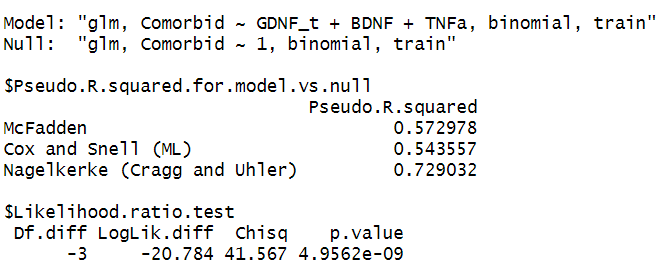 Model: "glm, Comorbid ~ GDNF_t + BDNF + TNFa, binomial, train"
Null: "glm, Comorbid ~ 1, binomial, train"
$Pseudo.R.squared.for.model.vs.null
Pseudo.R.squared
McFadden 0.572978
Cox and Snell (ML) 0.543557
Nagelkerke (Cragg and Uhler) 0.729032
$Likelihood.ratio.test
Df.diff LogLik.diff Chisq p.value
-3 -20.784 41.567 4.9562e-09